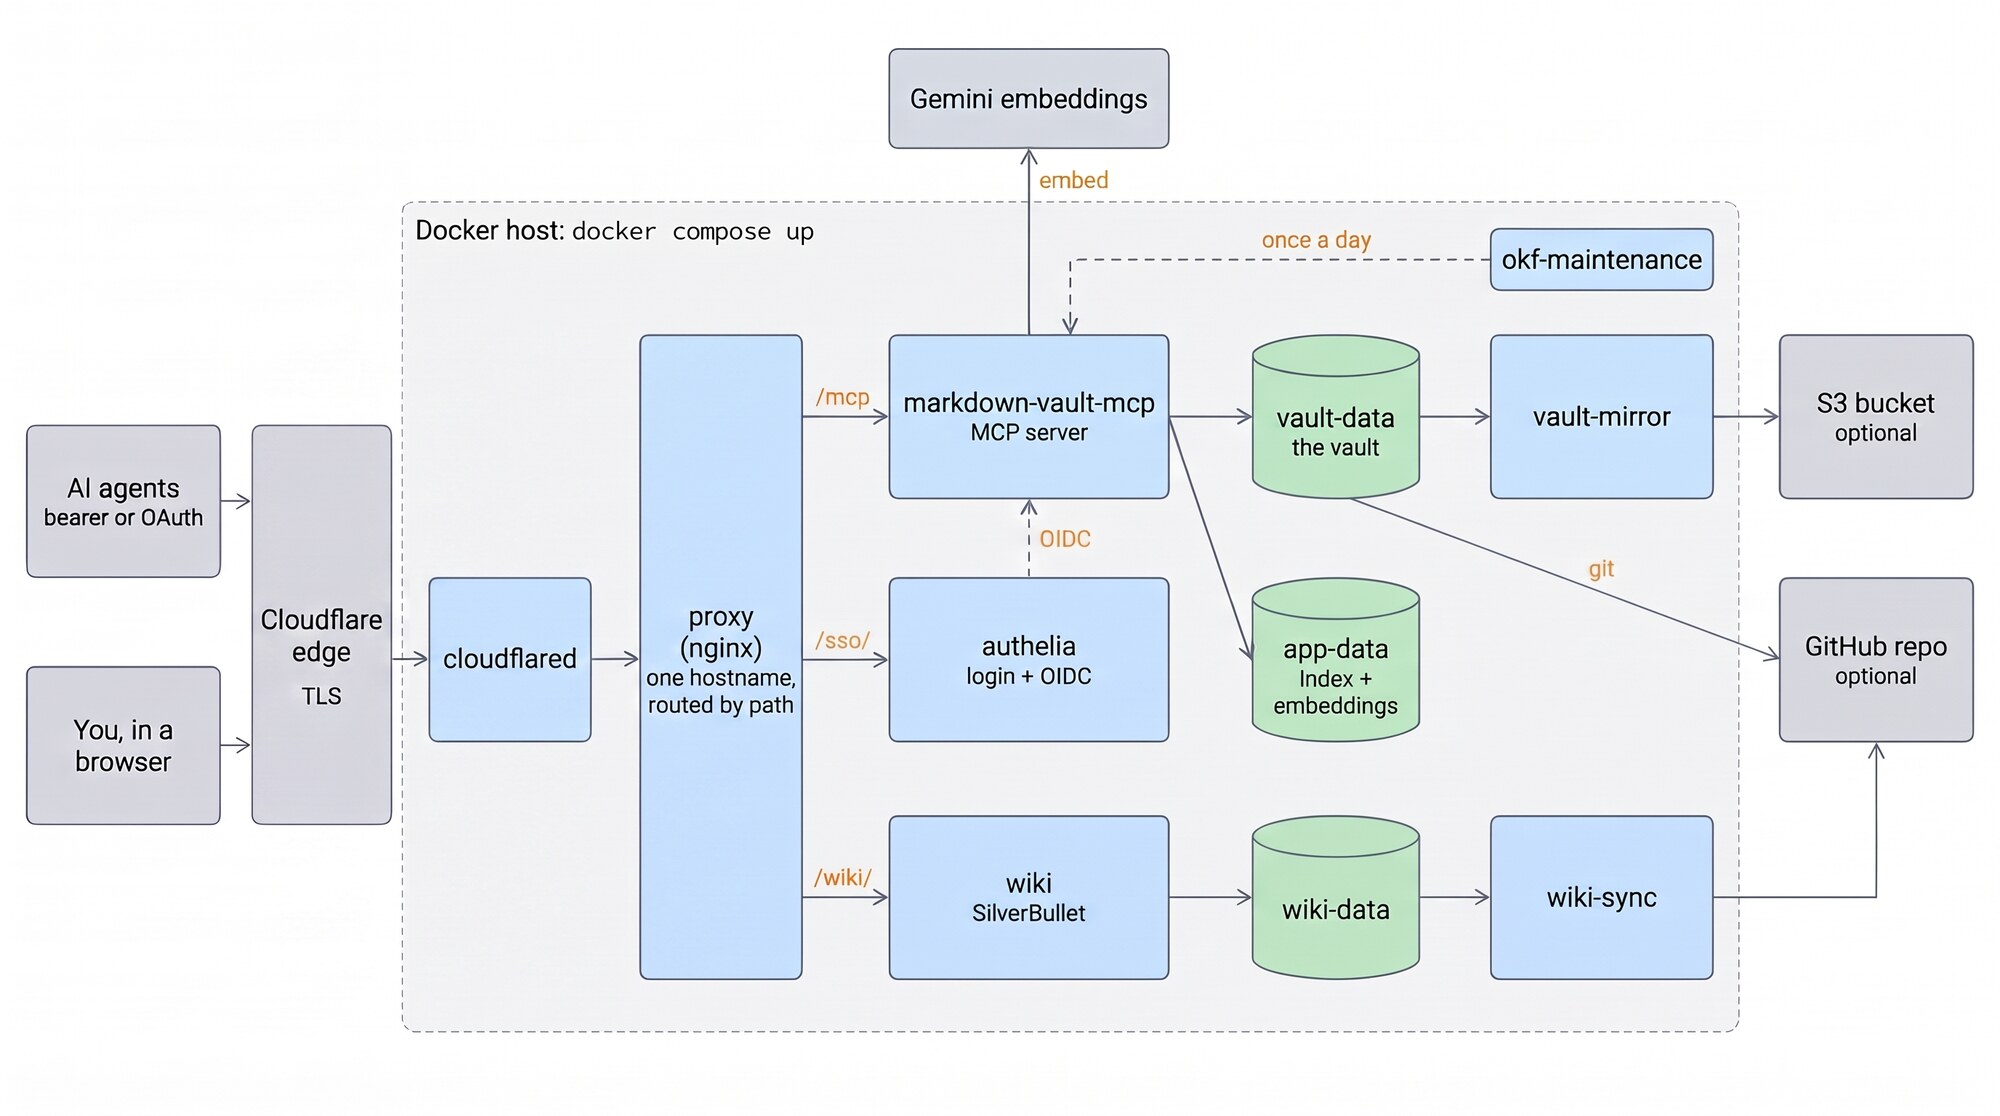 Gemini embeddings
embed
Docker host: docker compose up
once a day
okf-maintenance
/mcp
markdown-vault-mcp
MCP server
vault-data
the vault
vault-mirror
S3 bucket
optional
AI agents
bearer or OAuth
OIDC
git
Cloudflare
edge
TLS
cloudflared
proxy
(nginx)
one hostname,
routed by path
/sso/
authelia
login + OIDC
app-data
Index +
embeddings
GitHub repo
optional
You, in a
browser
/wiki/
wiki
SilverBullet
wiki-data
wiki-sync